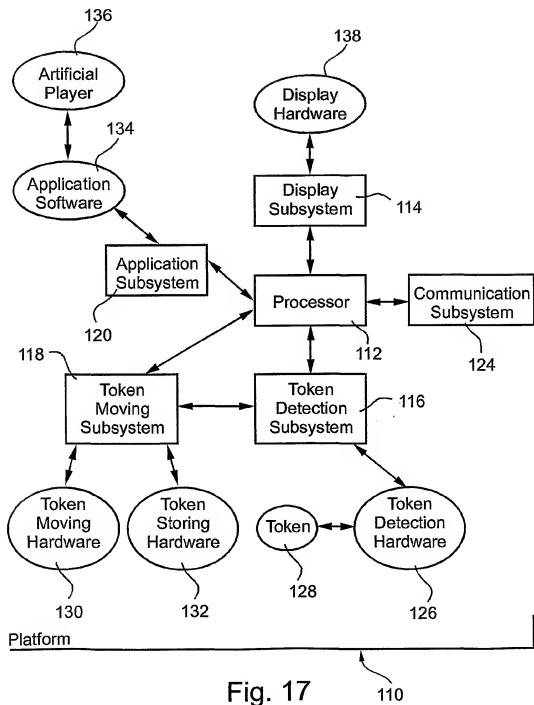 136
Artificial
Player
138
Display
Hardware
134
Application
Software
Display
Subsystem
114
Application
Subsystem
120
Processor
112
Communication
Subsystem
124
118
Token
Moving
Subsystem
Token
Detection
Subsystem
116
Token
Moving
Hardware
130
Token
Storing
Hardware
132
Token
128
Token
Detection
Hardware
126
Platform
110
Fig. 17